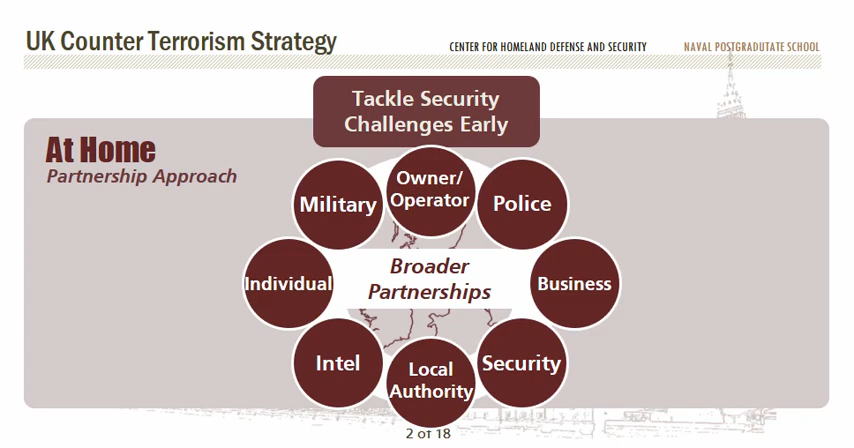 UK Counter Terrorism Strategy
CENTER FOR HOMELAND DEFENSE AND SECURITY
NAVAL POSTGRADUTATE SCHOOL
Tackle Security
Challenges Early
At Home
Partnership Approach
Military
Owner/
Operator
Police
Individual
Broader
Partnerships
Business
Intel
Local
Authority
Security
2 of 18